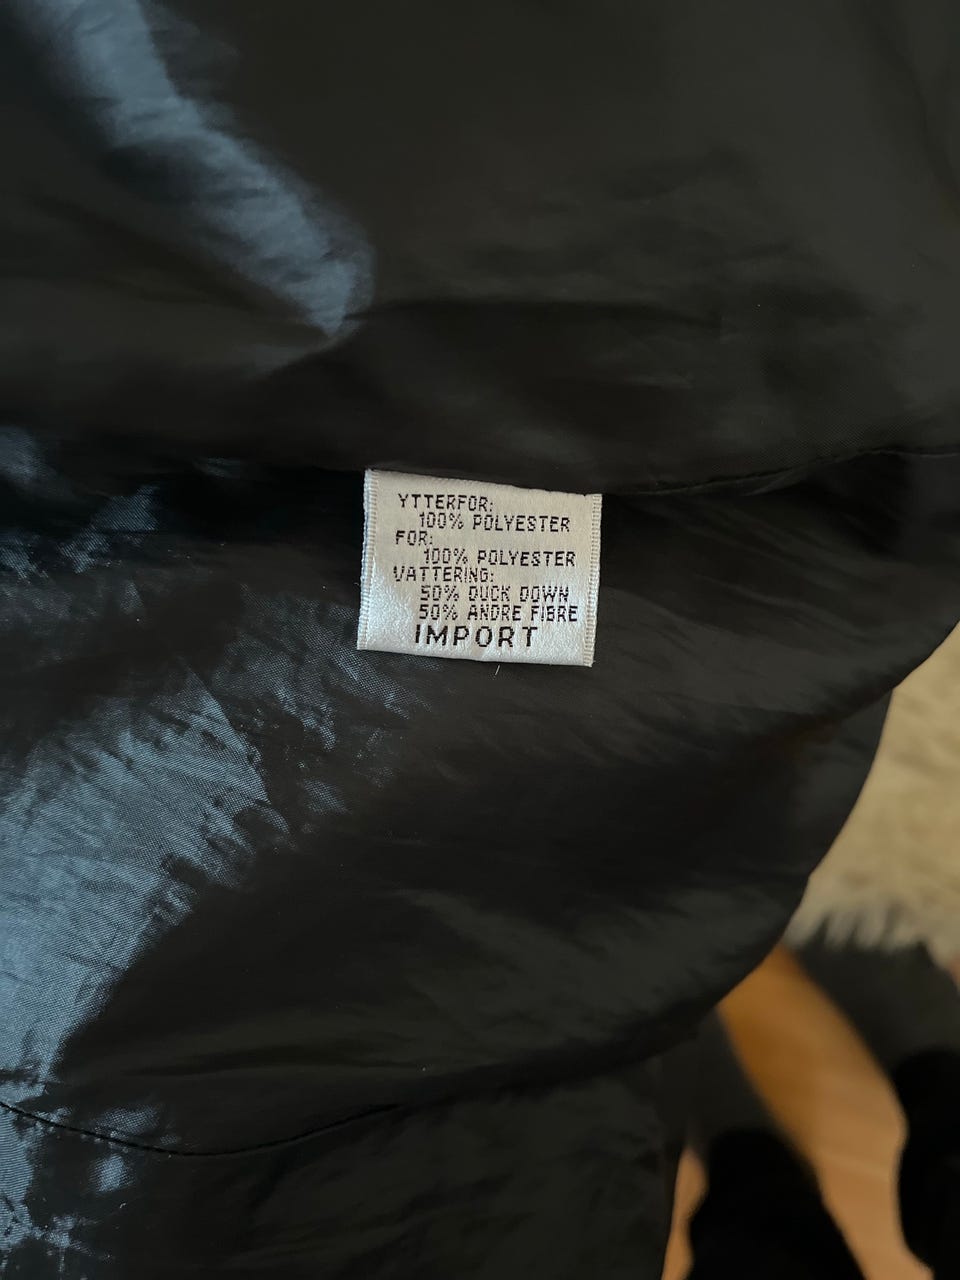 YTTERFOR:
100% POLYESTER
FOR:
100% POLYESTER
VATTERING:
50% DUCK DOWN
50% ANDRE FIBRE
IMPORT